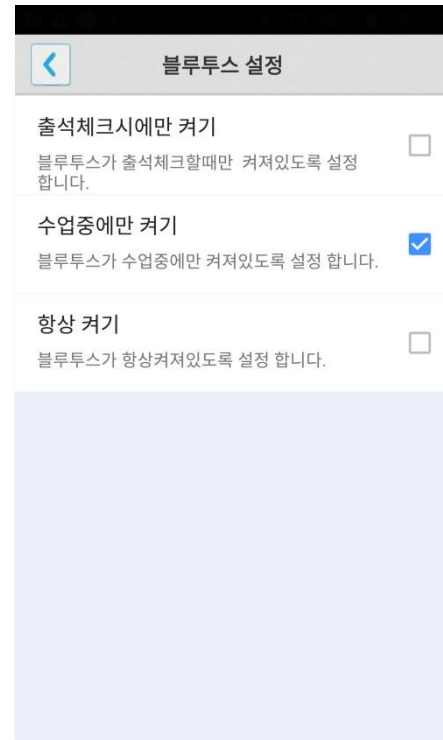 블루투스 설정
출석체크시에만 켜기
블루투스가 출석체크할때만 켜져있도록 설정
합니다.
수업중에만 켜기
블루투스가 수업중에만 켜져있도록 설정 합니다.
항상 켜기
블루투스가 항상켜져있도록 설정 합니다.